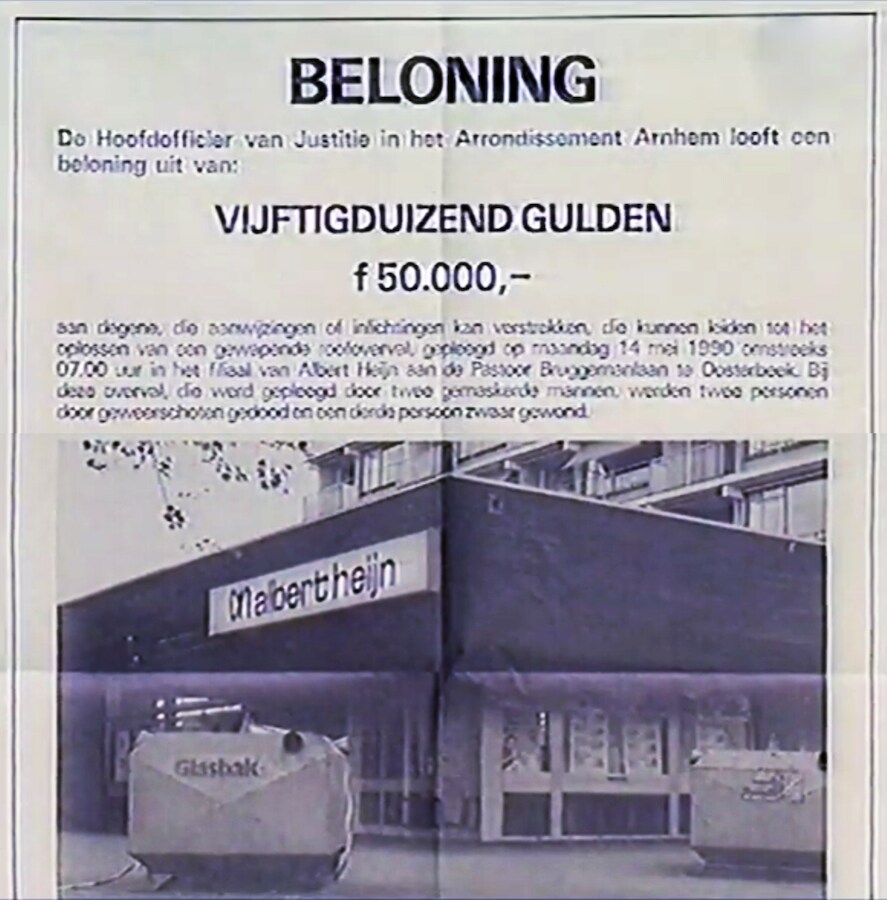 BELONING
De Hoofdofficier van Justitie in het Arrondissement Arnhem looft een
beloning uit van:
VIJFTIGDUIZEND GULDEN
f 50.000,–
aan degene, die aanwijzingen of inlichtingen kan verstrekken, die kunnen leiden tot het
oplossen van een gewapende roofoverval, gepleegd op maandag 14 mei 1990 omstreeks
07.00 uur in het filiaal van Albert Heijn aan de Pastoor Bruggemanlaan te Oosterbeek. Bij
deze overval, die werd gepleegd door twee gemaskerde mannen, werden twee personen
door geweerschoten gedood en een derde persoon zwaar gewond.
albert heijn
Glasbak